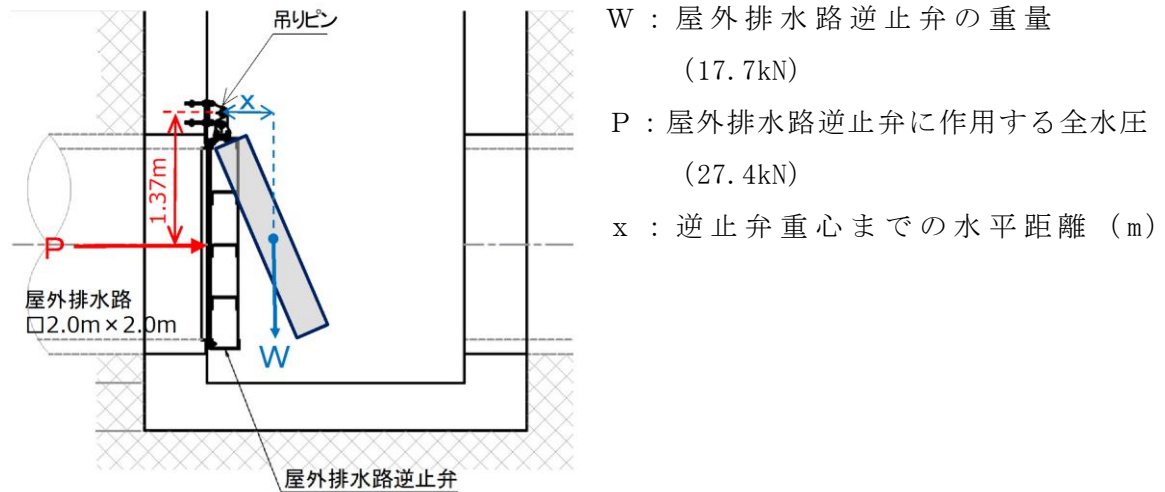 吊りピン
x
1.37m
P
屋外排水路
□2.0m×2.0m
W
屋外排水路逆止弁
W：屋外排水路逆止弁の重量
(17.7kN)
P：屋外排水路逆止弁に作用する全水圧
(27.4kN)
x：逆止弁重心までの水平距離（m）